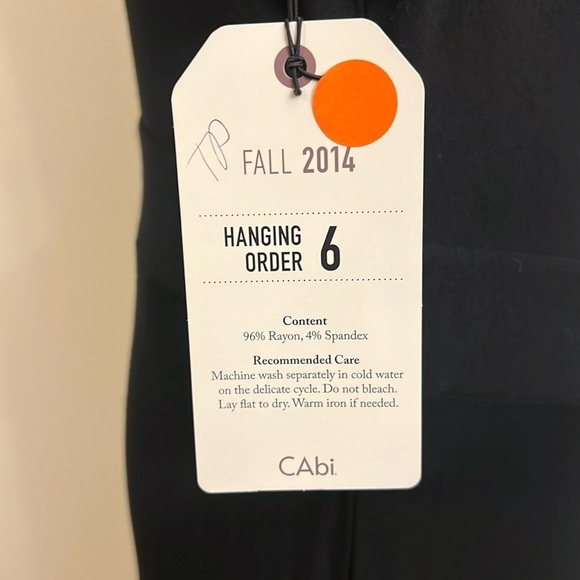 FALL 2014
HANGING
ORDER 6
Content
96% Rayon, 4% Spandex
Recommended Care
Machine wash separately in cold water
on the delicate cycle. Do not bleach.
Lay flat to dry. Warm iron if needed.
CAbi